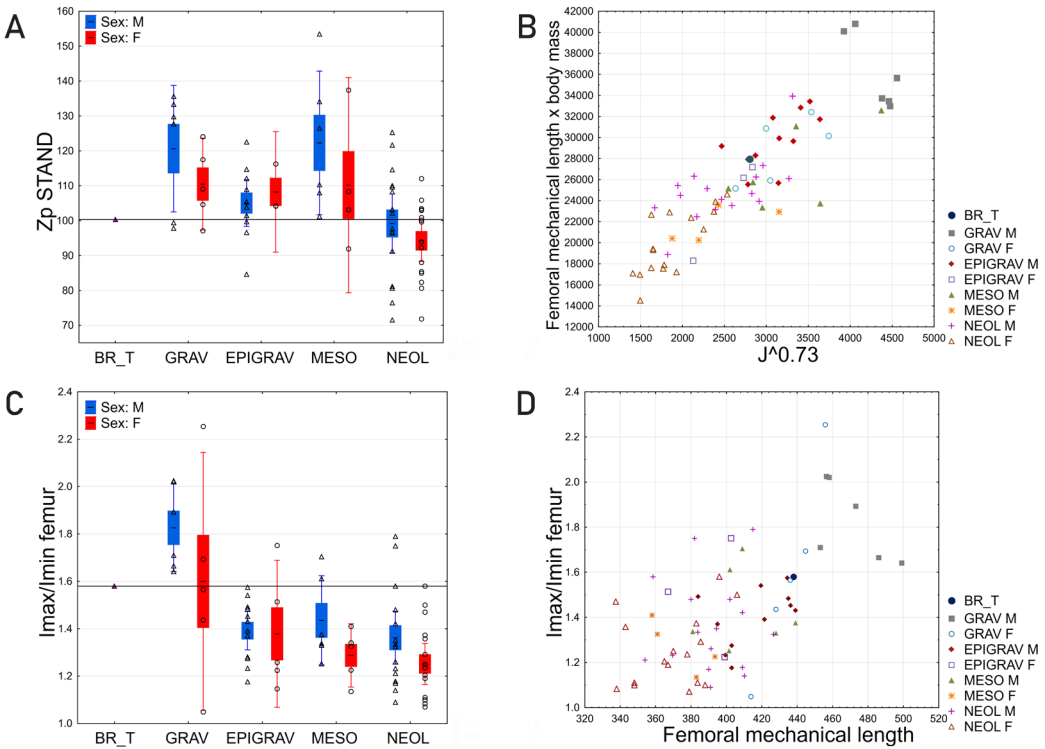 A
Sex: M
Sex: F
Zp STAND
160
150
140
130
120
110
100
90
80
70
BR_T
GRAV
EPIGRAV
MESO
NEOL
B
Femoral mechanical length x body mass
42000
40000
38000
36000
34000
32000
30000
28000
26000
24000
22000
20000
18000
16000
14000
12000
1000
1500
2000
2500
3000
3500
4000
4500
5000
J^0.73
BR_T
GRAV M
GRAV F
EPIGRAV M
EPIGRAV F
MESO M
MESO F
NEOL M
NEOL F
C
Sex: M
Sex: F
Imax/Imin femur
2.4
2.2
2.0
1.8
1.6
1.4
1.2
1.0
BR_T
GRAV
EPIGRAV
MESO
NEOL
D
Imax/Imin femur
2.4
2.2
2.0
1.8
1.6
1.4
1.2
1.0
320
340
360
380
400
420
440
460
480
500
520
Femoral mechanical length
BR_T
GRAV M
GRAV F
EPIGRAV M
EPIGRAV F
MESO M
MESO F
NEOL M
NEOL F